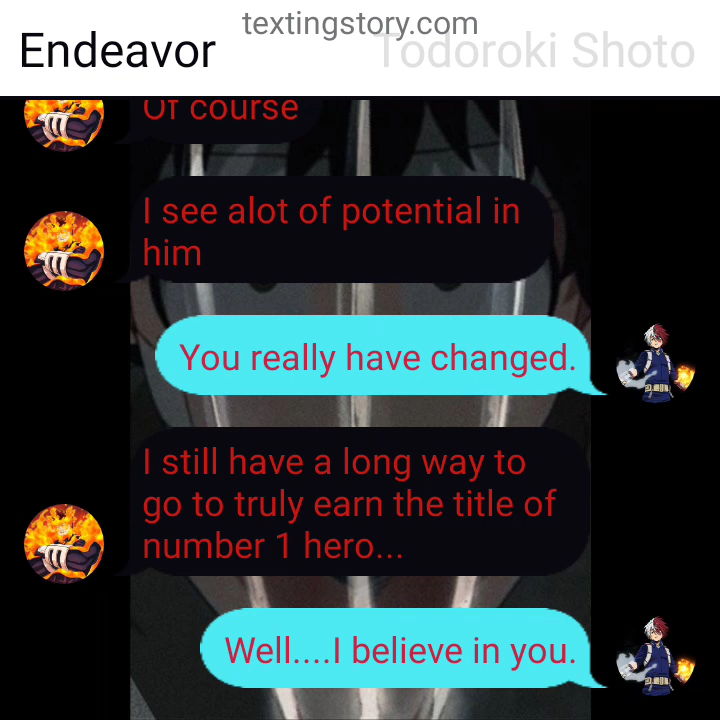 textingstory.com
Endeavor
Todoroki Shoto
Of course
I see alot of potential in
him
You really have changed.
I still have a long way to
go to truly earn the title of
number 1 hero...
Well....I believe in you.